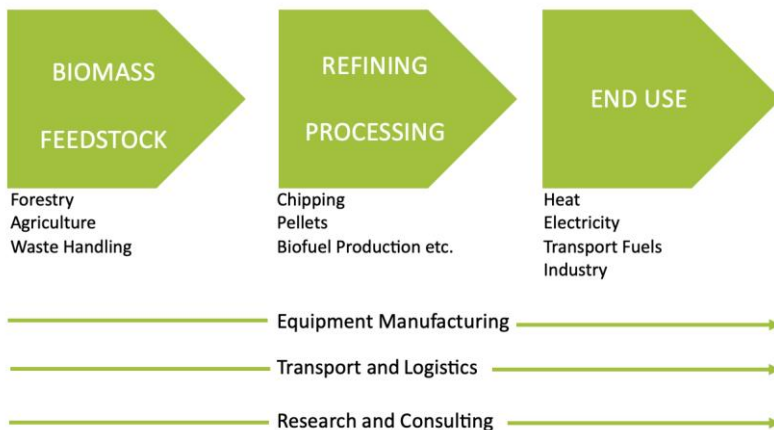 BIOMASS
FEEDSTOCK
Forestry
Agriculture
Waste Handling
REFINING
PROCESSING
Chipping
Pellets
Biofuel Production etc.
END USE
Heat
Electricity
Transport Fuels
Industry
Equipment Manufacturing
Transport and Logistics
Research and Consulting